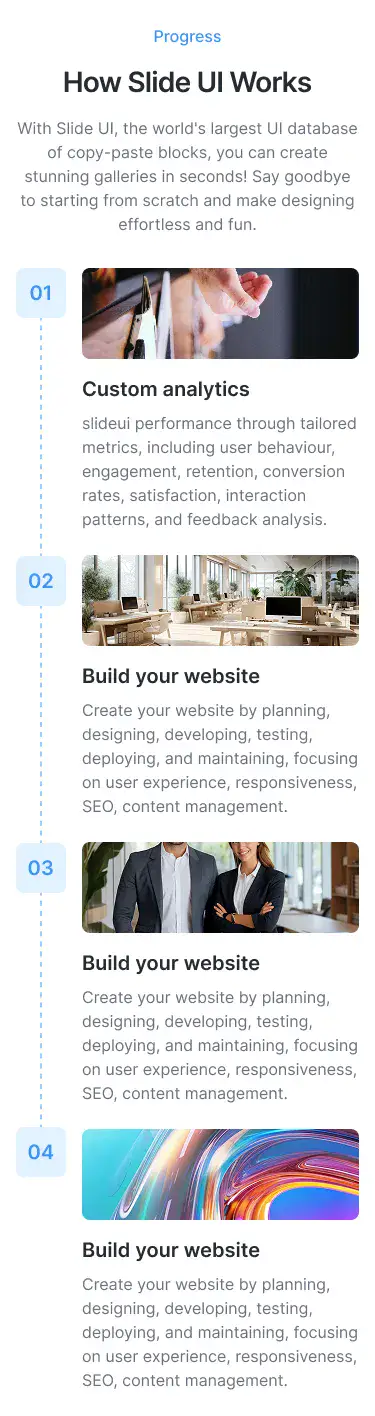 Progress
How Slide UI Works
With Slide UI, the world's largest UI database
of copy-paste blocks, you can create
stunning galleries in seconds! Say goodbye
to starting from scratch and make designing
effortless and fun.
01
Custom analytics
slideui performance through tailored
metrics, including user behaviour,
engagement, retention, conversion
rates, satisfaction, interaction
patterns, and feedback analysis.
02
Build your website
Create your website by planning,
designing, developing, testing,
deploying, and maintaining, focusing
on user experience, responsiveness,
SEO, content management.
03
Build your website
Create your website by planning,
designing, developing, testing,
deploying, and maintaining, focusing
on user experience, responsiveness,
SEO, content management.
04
Build your website
Create your website by planning,
designing, developing, testing,
deploying, and maintaining, focusing
on user experience, responsiveness,
SEO, content management.